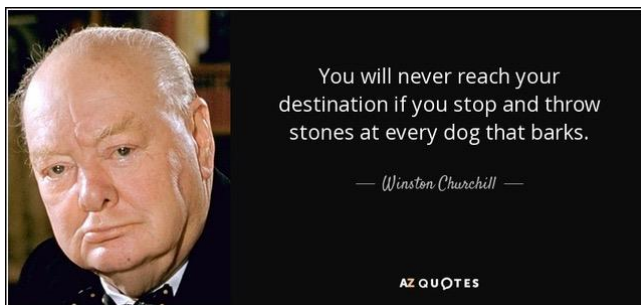 You will never reach your
destination if you stop and throw
stones at every dog that barks.
— Winston Churchill —
AZ QUOTES